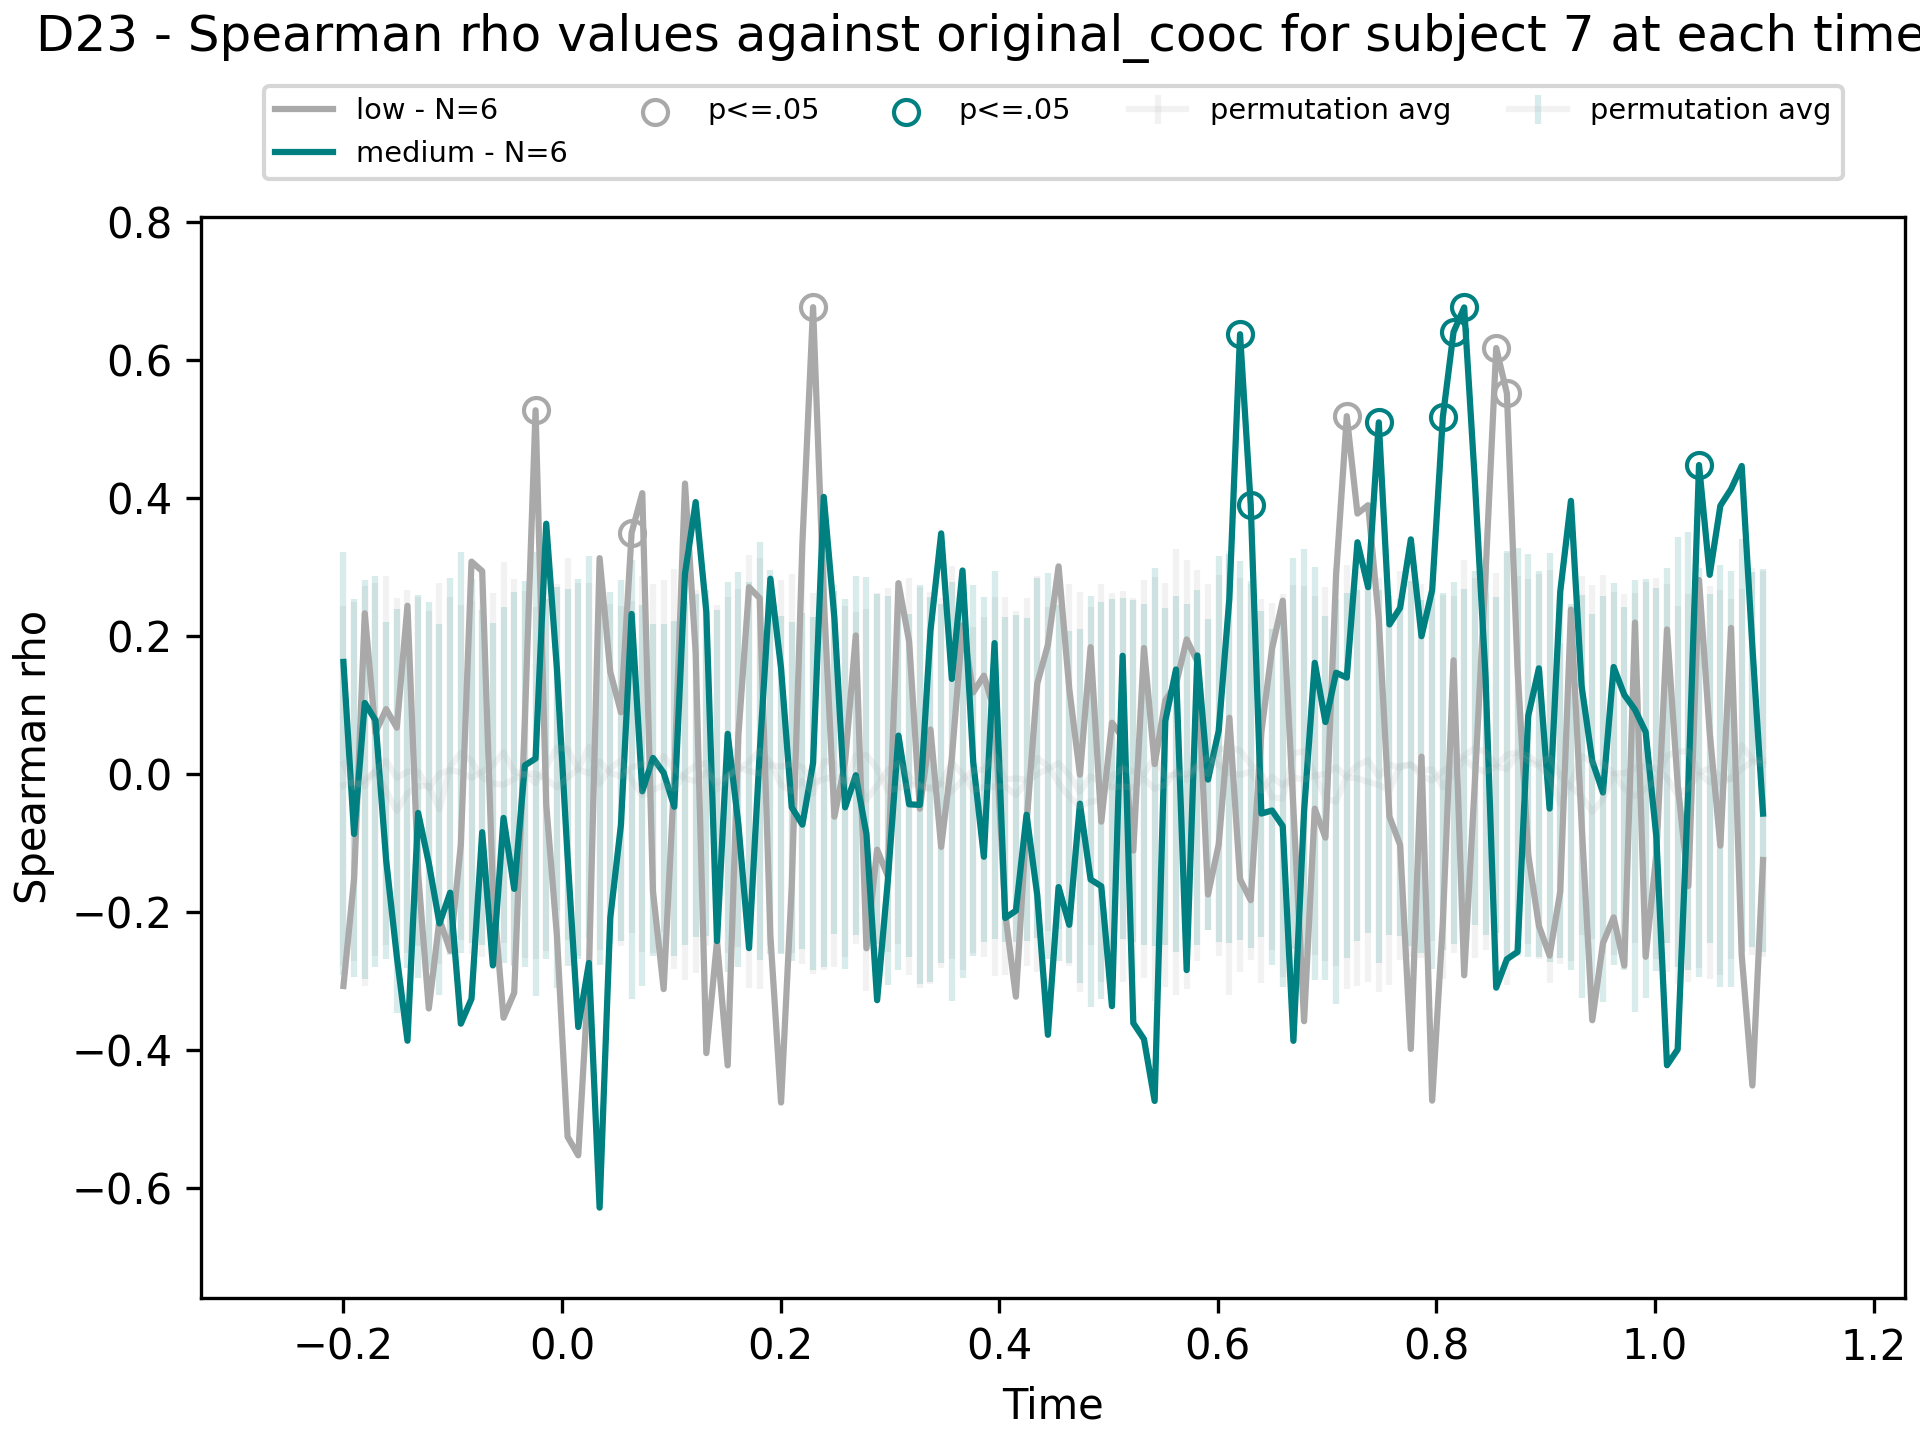 D23 - Spearman rho values against original_cooc for subject 7 at each time
low - N=6
medium - N=6
p<=.05
p<=.05
permutation avg
permutation avg
0.8
0.6
0.4
0.2
0.0
−0.2
−0.4
−0.6
Spearman rho
−0.2
0.0
0.2
0.4
0.6
0.8
1.0
1.2
Time